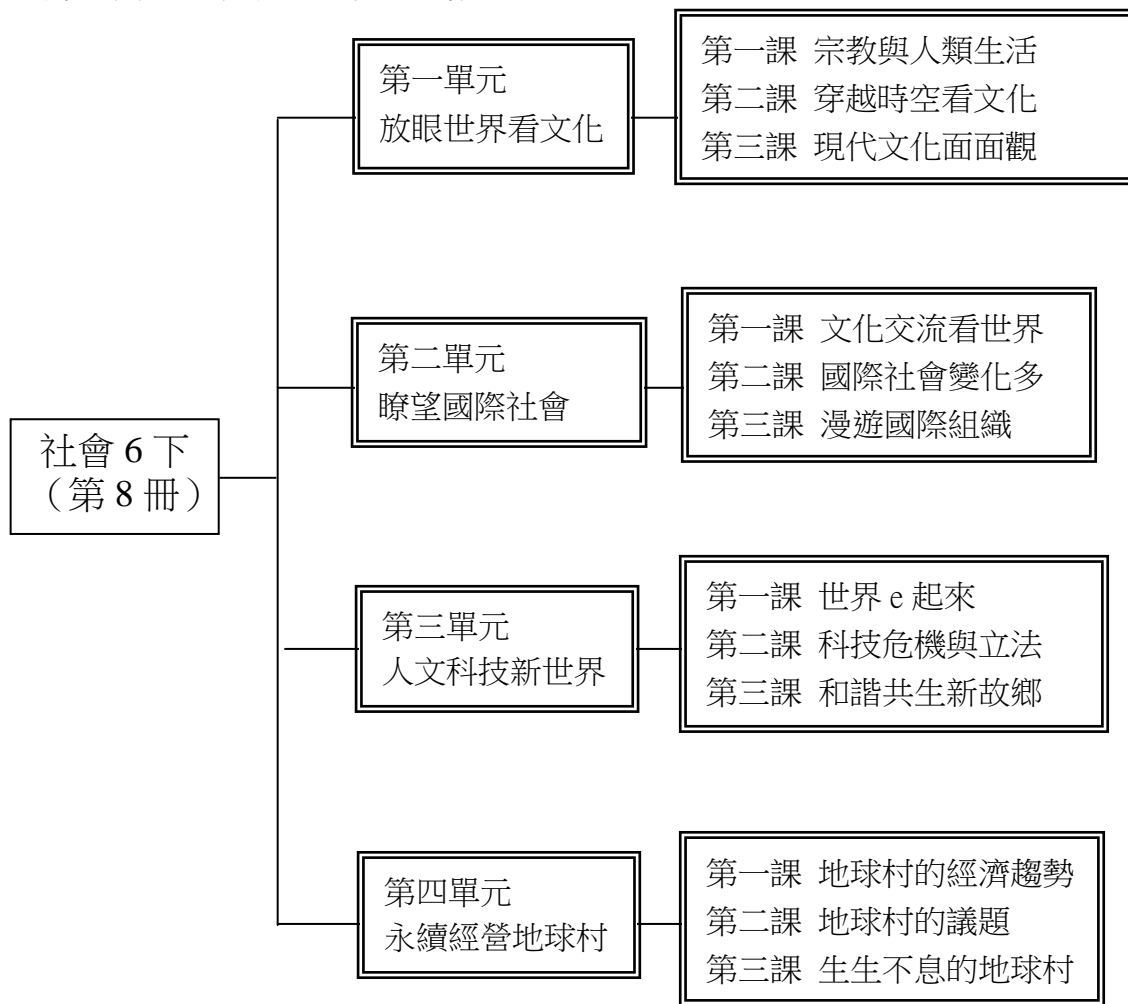 第一單元
放眼世界看文化
第一課 宗教與人類生活
第二課 穿越時空看文化
第三課 現代文化面面觀
第二單元
瞭望國際社會
第一課 文化交流看世界
第二課 國際社會變化多
第三課 漫遊國際組織
社會 6 下
（第 8 冊）
第三單元
人文科技新世界
第一課 世界 e 起來
第二課 科技危機與立法
第三課 和諧共生新故鄉
第四單元
永續經營地球村
第一課 地球村的經濟趨勢
第二課 地球村的議題
第三課 生生不息的地球村